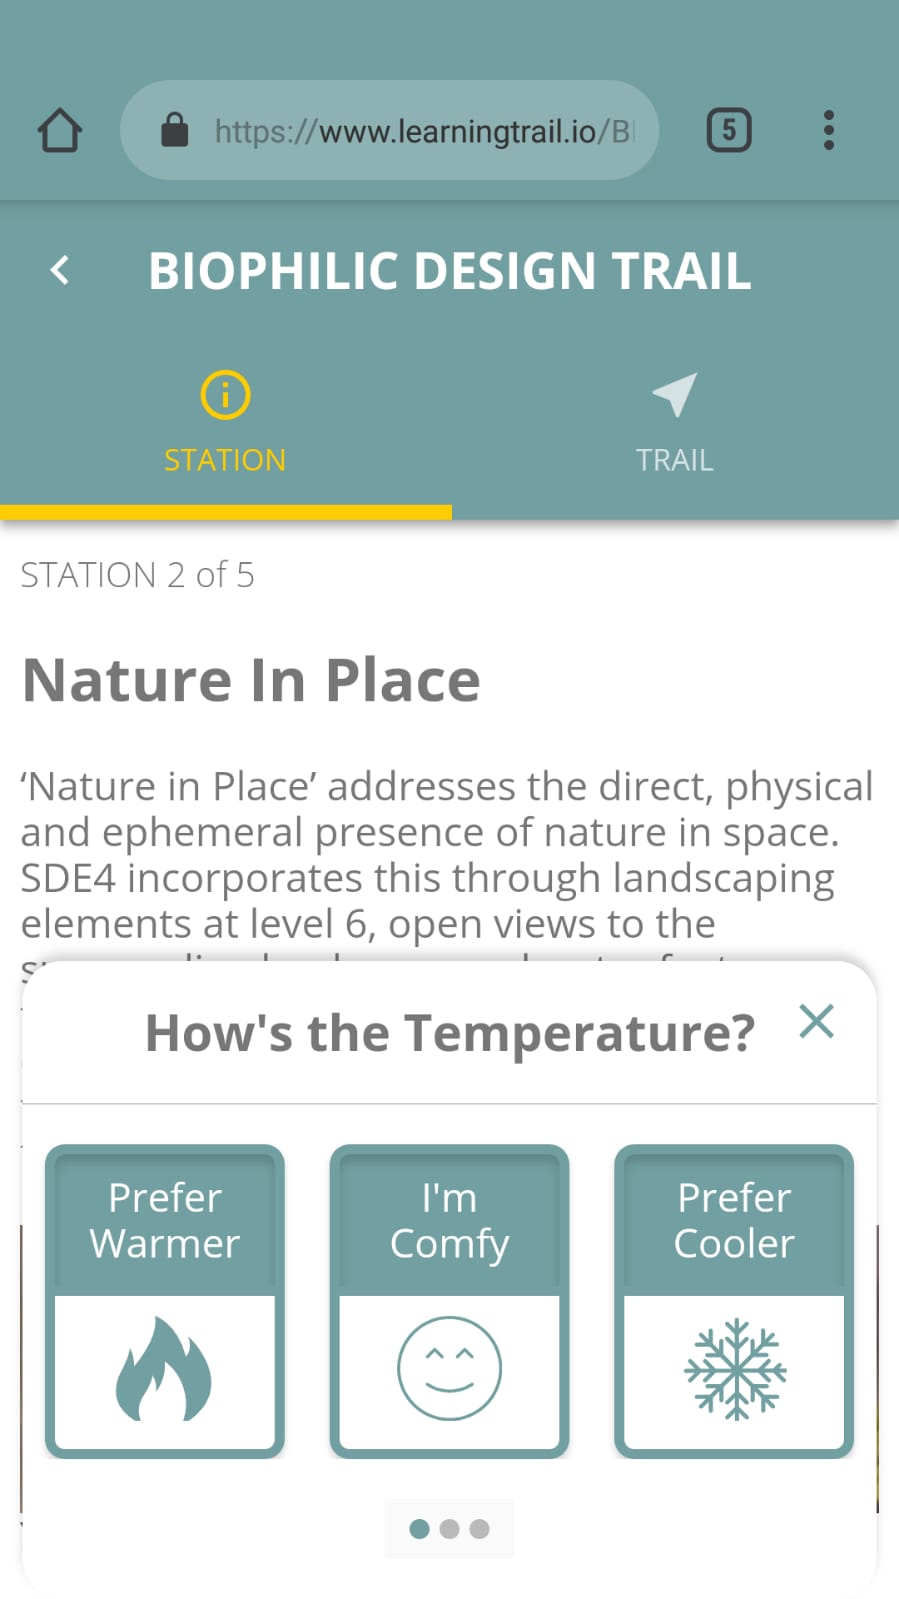 https://www.learningtrail.io/B
5
BIOPHILIC DESIGN TRAIL
STATION
TRAIL
STATION 2 of 5
Nature In Place
‘Nature in Place’ addresses the direct, physical
and ephemeral presence of nature in space.
SDE4 incorporates this through landscaping
elements at level 6, open views to the
How's the Temperature?
Prefer
Warmer
I'm
Comfy
Prefer
Cooler